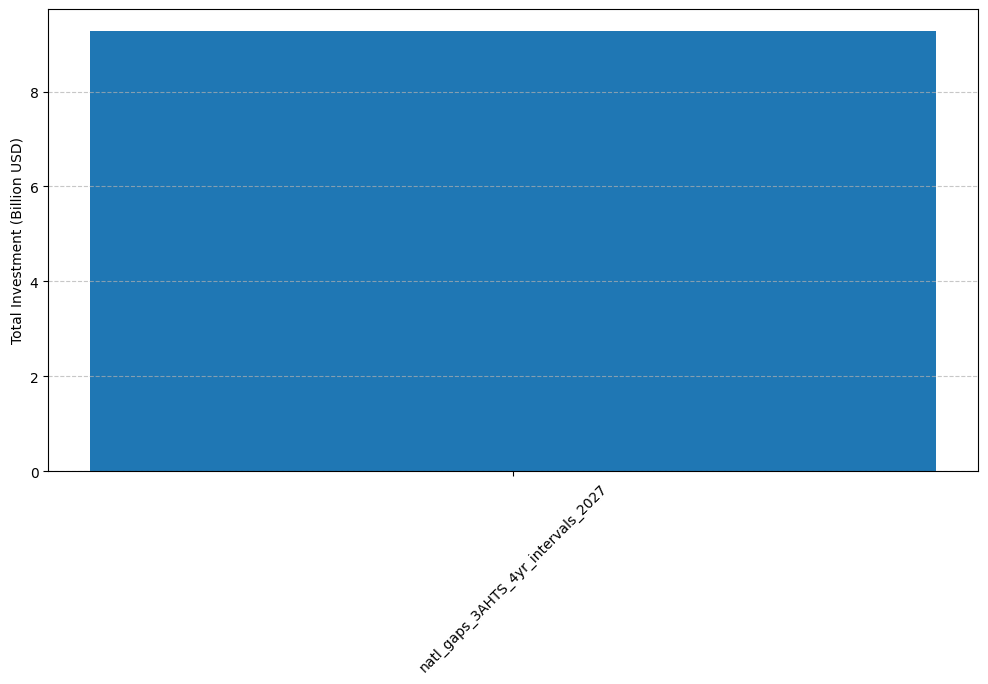 Total Investment (Billion USD)
8
6
4
2
0
natl_gaps_3AHTS_4yr_intervals_2027